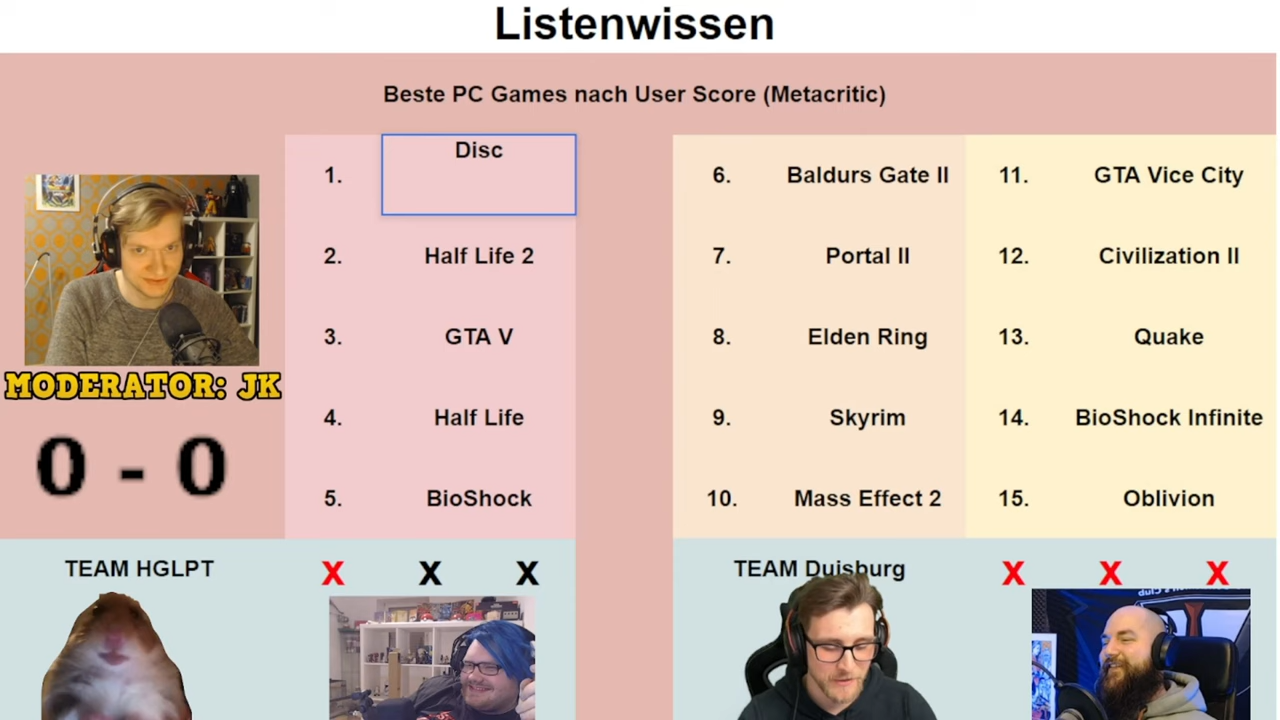 Listenwissen
Beste PC Games nach User Score (Metacritic)
1. Disc
2. Half Life 2
3. GTA V
4. Half Life
5. BioShock
6. Baldurs Gate II
7. Portal II
8. Elden Ring
9. Skyrim
10. Mass Effect 2
11. GTA Vice City
12. Civilization II
13. Quake
14. BioShock Infinite
15. Oblivion
MODERATOR: JK
0 - 0
TEAM HGLPT X X X
TEAM Duisburg X X X